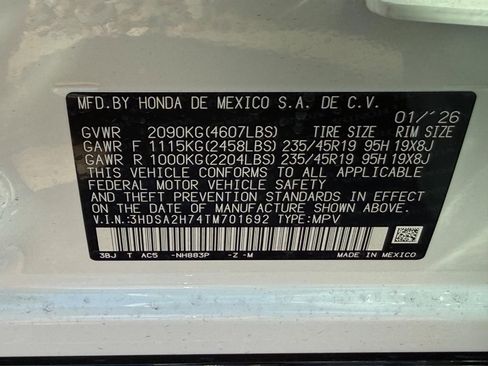 MFD.BY HONDA DE MEXICO S.A. DE C.V.
01/'26
GVWR 2090KG(4607LBS) TIRE SIZE RIM SIZE
GAWR F 1115KG(2458LBS) 235/45R19 95H 19X8J
GAWR R 1000KG(2204LBS) 235/45R19 95H 19X8J
THIS VEHICLE CONFORMS TO ALL APPLICABLE
FEDERAL MOTOR VEHICLE SAFETY STANDARDS
IN EFFECT ON THE DATE OF MANUFACTURE SHOWN ABOVE.
V.I.N.:3HDSA2H74TM701692 TYPE:MPV
3BJ T AC5 -NH883P -Z -M
MADE IN MEXICO